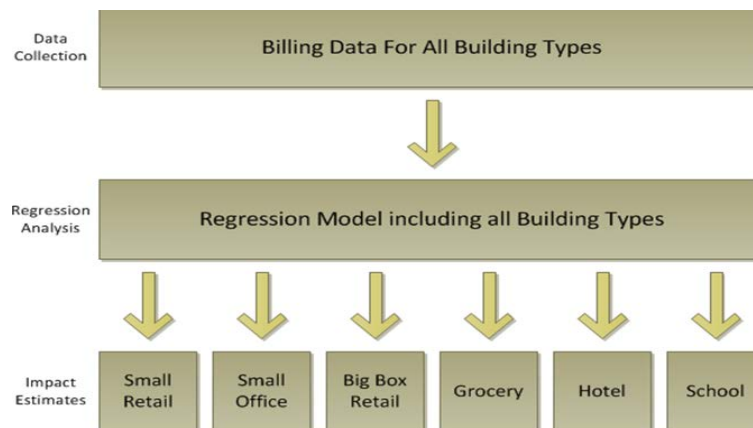 Data
Collection
Billing Data For All Building Types
Regression
Analysis
Regression Model including all Building Types
Impact
Estimates
Small
Retail
Small
Office
Big Box
Retail
Grocery
Hotel
School